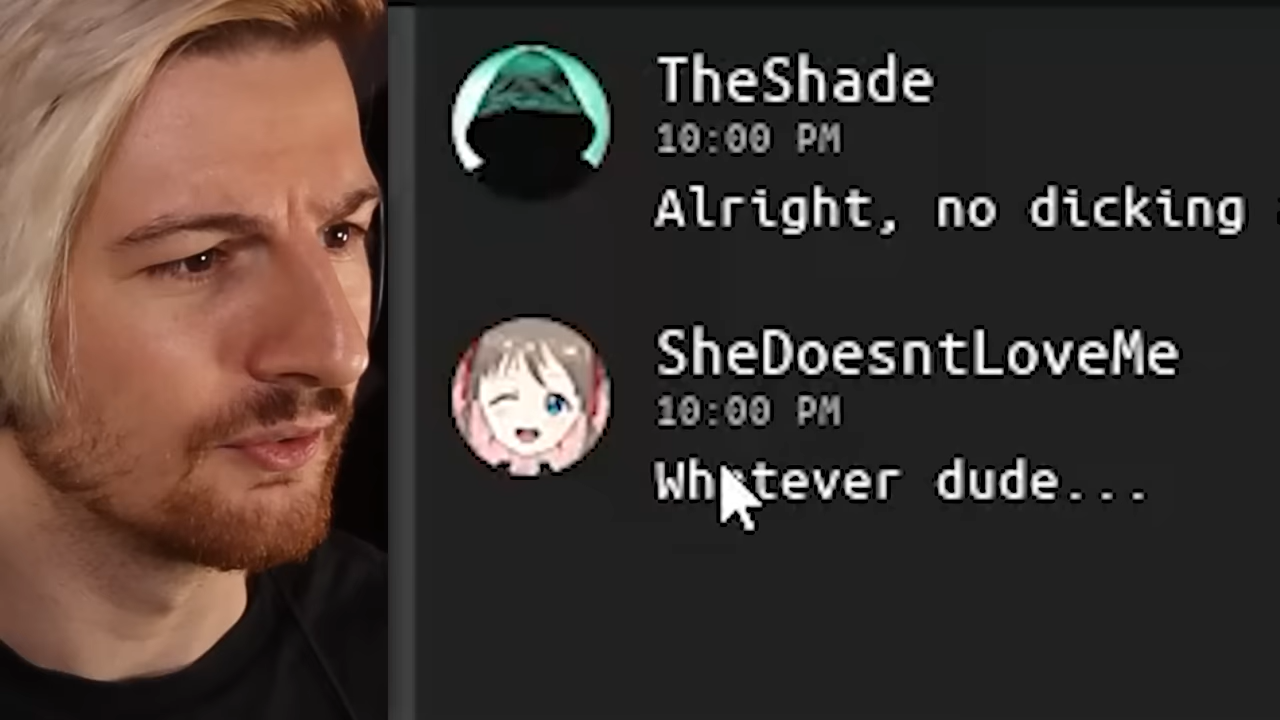 TheShade
10:00 PM
Alright, no dicking
SheDoesntLoveMe
10:00 PM
Whatever dude...